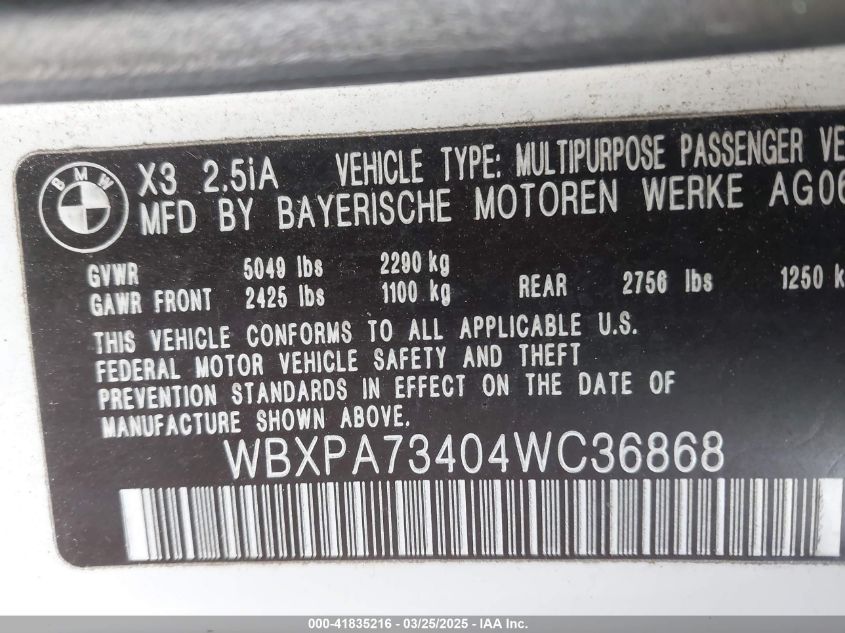 BMW
X3 2.5iA VEHICLE TYPE: MULTIPURPOSE PASSENGER VE
MFD BY BAYERISCHE MOTOREN WERKE AG06
GVWR 5049 lbs 2290 kg
GAWR FRONT 2425 lbs 1100 kg REAR 2756 lbs 1250 k
THIS VEHICLE CONFORMS TO ALL APPLICABLE U.S.
FEDERAL MOTOR VEHICLE SAFETY AND THEFT
PREVENTION STANDARDS IN EFFECT ON THE DATE OF
MANUFACTURE SHOWN ABOVE.
WBXPA73404WC36868
000-41835216 - 03/25/2025 - IAA Inc.